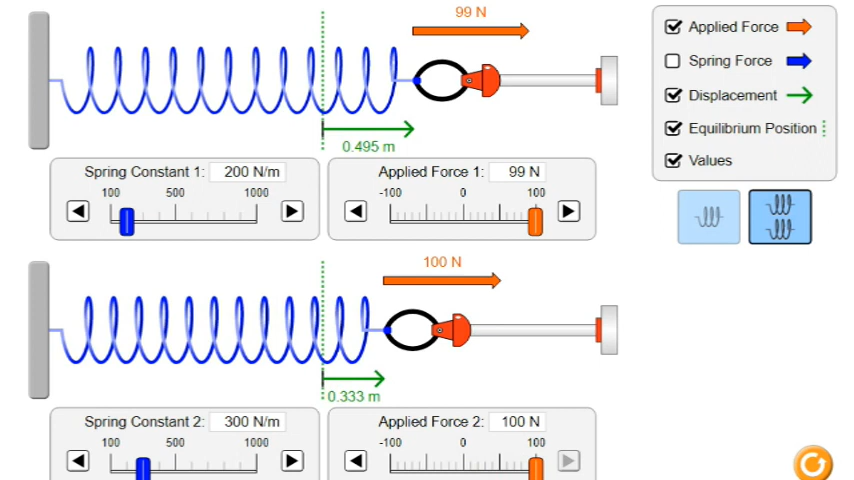 99 N
0.495 m
Spring Constant 1: 200 N/m
100 500 1000
Applied Force 1: 99 N
-100 0 100
100 N
0.333 m
Spring Constant 2: 300 N/m
100 500 1000
Applied Force 2: 100 N
-100 0 100
Applied Force
Spring Force
Displacement
Equilibrium Position
Values